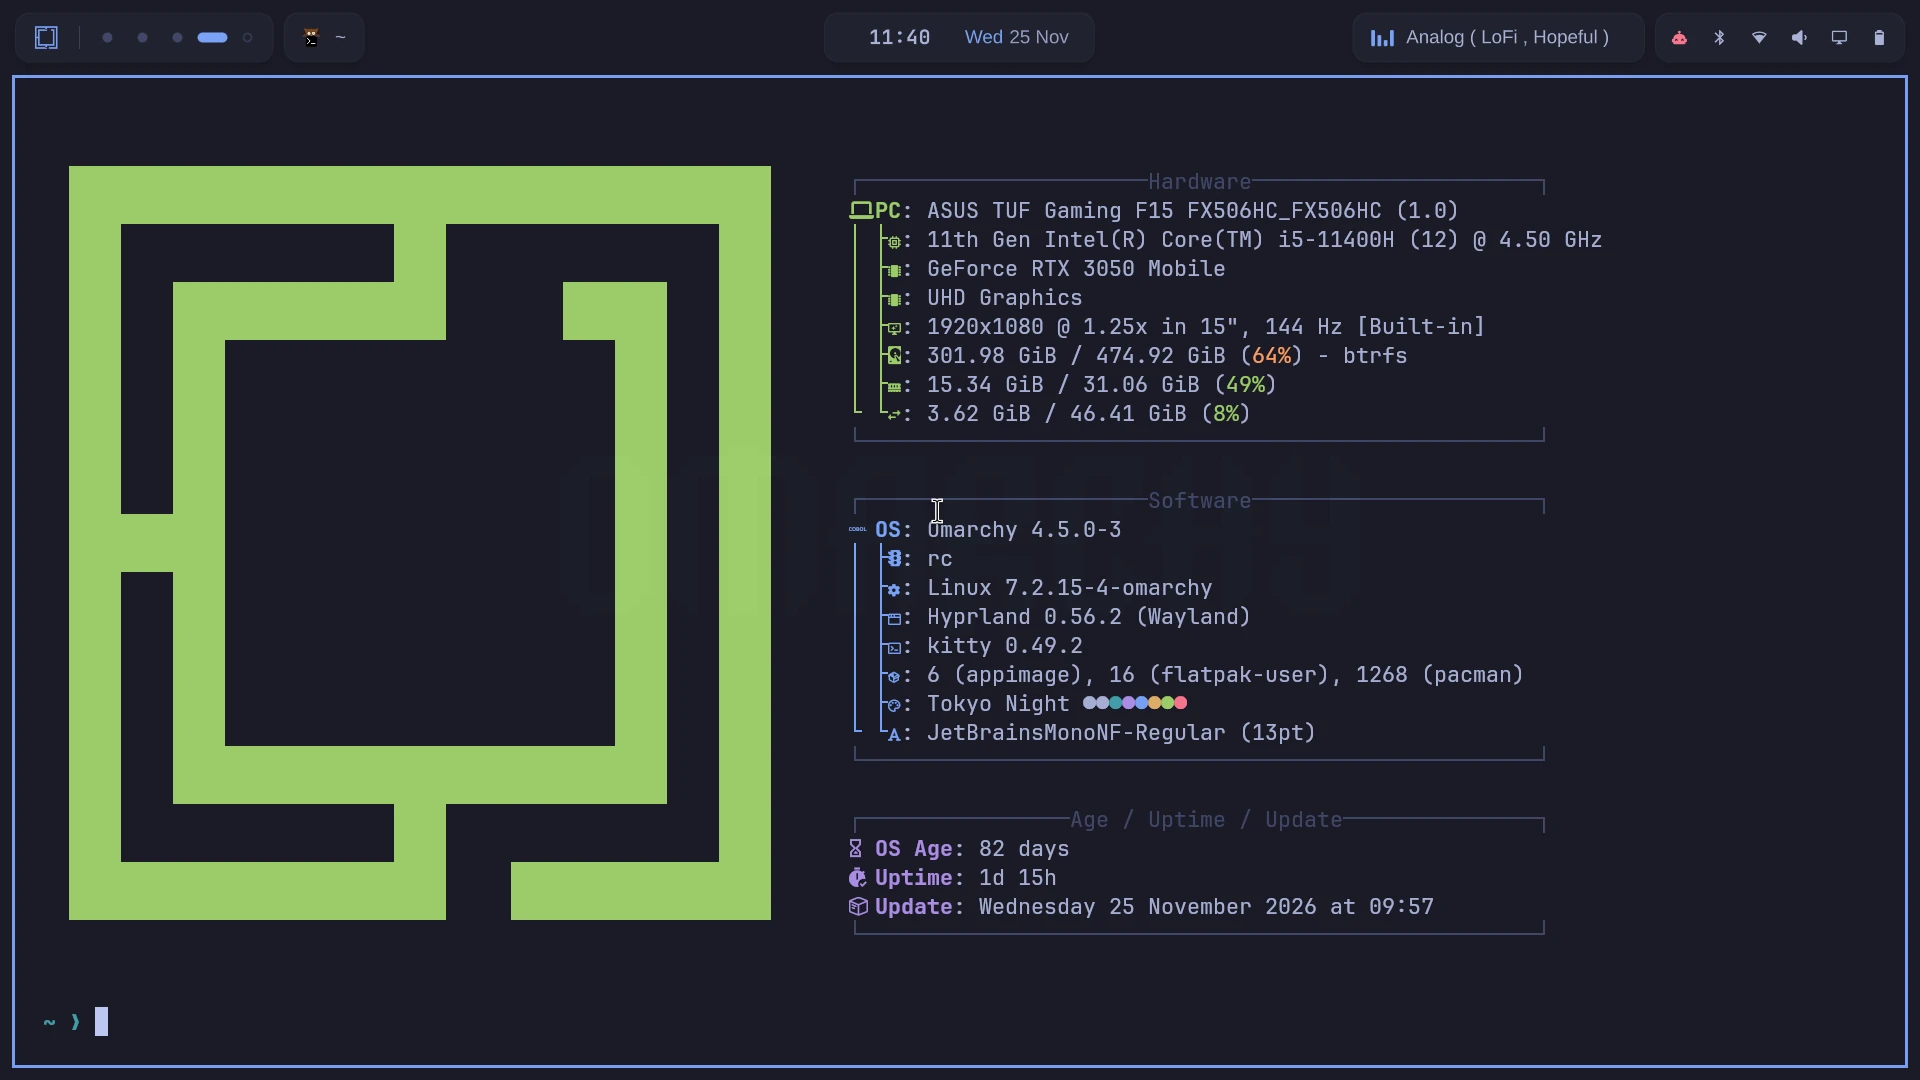 ~
11:40 Wed 25 Nov
Analog ( LoFi , Hopeful )
Hardware
PC: ASUS TUF Gaming F15 FX506HC_FX506HC (1.0)
: 11th Gen Intel(R) Core(TM) i5-11400H (12) @ 4.50 GHz
: GeForce RTX 3050 Mobile
: UHD Graphics
: 1920x1080 @ 1.25x in 15", 144 Hz [Built-in]
: 301.98 GiB / 474.92 GiB (64%) - btrfs
: 15.34 GiB / 31.06 GiB (49%)
: 3.62 GiB / 46.41 GiB (8%)
Software
COBOL OS: Omarchy 4.5.0-3
: rc
: Linux 7.2.15-4-omarchy
: Hyprland 0.56.2 (Wayland)
: kitty 0.49.2
: 6 (appimage), 16 (flatpak-user), 1268 (pacman)
: Tokyo Night
: JetBrainsMonoNF-Regular (13pt)
Age / Uptime / Update
OS Age: 82 days
Uptime: 1d 15h
Update: Wednesday 25 November 2026 at 09:57
~ ❯